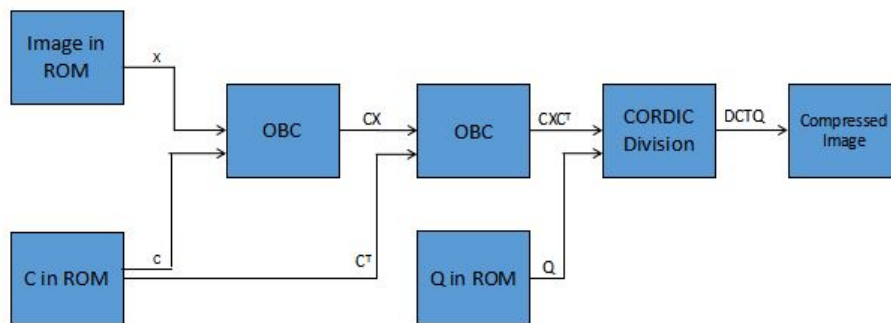 Image in
ROM
X
OBC
CX
OBC
CXCᵀ
CORDIC
Division
DCTQ
Compressed
Image
C in ROM
C
Cᵀ
Q in ROM
Q